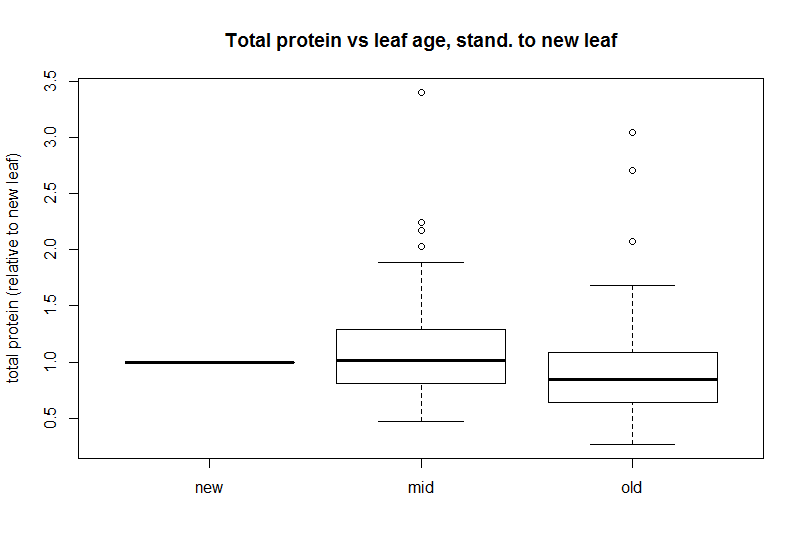 Total protein vs leaf age, stand. to new leaf
total protein (relative to new leaf)
3.5
3.0
2.5
2.0
1.5
1.0
0.5
new mid old